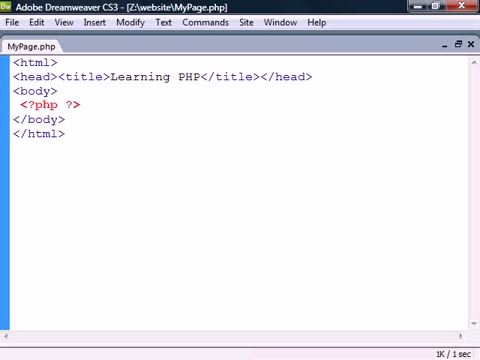 Dw Adobe Dreamweaver CS3 - [Z:\website\MyPage.php]
File Edit View Insert Modify Text Commands Site Window Help
MyPage.php
<html>
<head><title>Learning PHP</title></head>
<body>
<?php ?>
</body>
</html>
1K / 1 sec